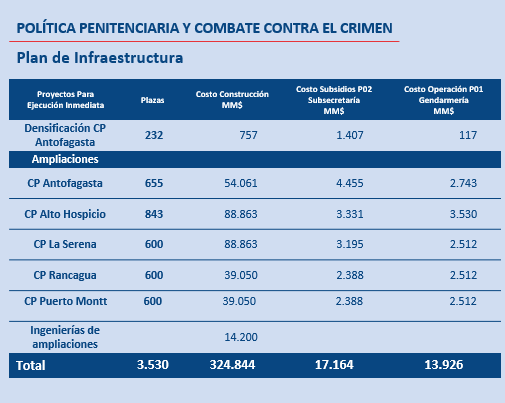 POLÍTICA PENITENCIARIA Y COMBATE CONTRA EL CRIMEN
Plan de Infraestructura
Proyectos Para Ejecución Inmediata | Plazas | Costo Construcción MM$ | Costo Subsidios P02 Subsecretaría MM$ | Costo Operación P01 Gendarmería MM$
Densificación CP Antofagasta | 232 | 757 | 1.407 | 117
Ampliaciones
CP Antofagasta | 655 | 54.061 | 4.455 | 2.743
CP Alto Hospicio | 843 | 88.863 | 3.331 | 3.530
CP La Serena | 600 | 88.863 | 3.195 | 2.512
CP Rancagua | 600 | 39.050 | 2.388 | 2.512
CP Puerto Montt | 600 | 39.050 | 2.388 | 2.512
Ingenierías de ampliaciones | 14.200
Total | 3.530 | 324.844 | 17.164 | 13.926